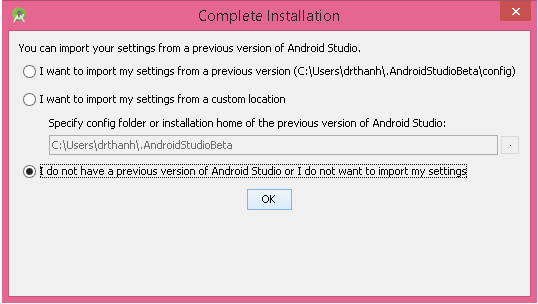 Complete Installation
You can import your settings from a previous version of Android Studio.
I want to import my settings from a previous version (C:\Users\drthanh\.AndroidStudioBeta\config)
I want to import my settings from a custom location
Specify config folder or installation home of the previous version of Android Studio:
C:\Users\drthanh\.AndroidStudioBeta
.
I do not have a previous version of Android Studio or I do not want to import my settings
OK